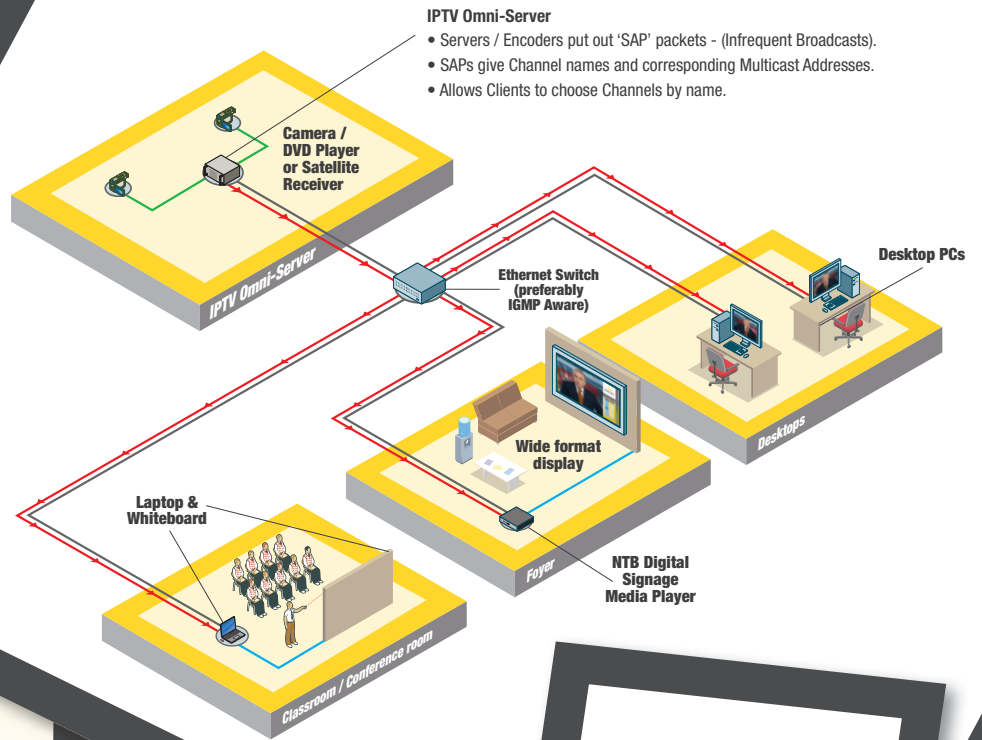 IPTV Omni-Server
• Servers / Encoders put out ‘SAP’ packets - (Infrequent Broadcasts).
• SAPs give Channel names and corresponding Multicast Addresses.
• Allows Clients to choose Channels by name.
Camera /
DVD Player
or Satellite
Receiver
IPTV Omni-Server
Ethernet Switch
(preferably
IGMP Aware)
Desktop PCs
Desktops
Wide format
display
Foyer
NTB Digital
Signage
Media Player
Laptop &
Whiteboard
Classroom / Conference room